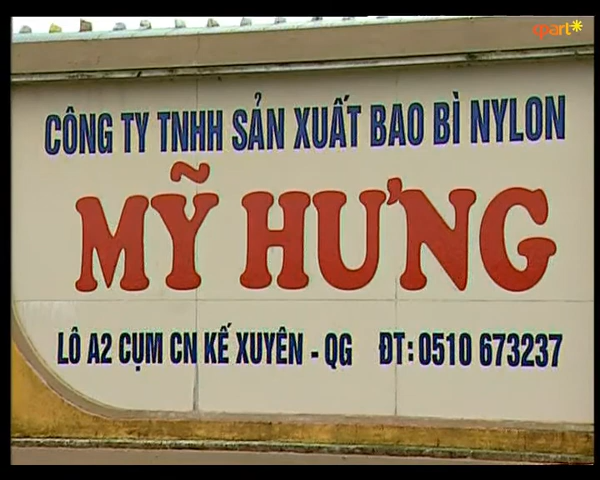 qpart*
CÔNG TY TNHH SẢN XUẤT BAO BÌ NYLON
MỸ HƯNG
LÔ A2 CỤM CN KẾ XUYÊN - QG ĐT: 0510 673237